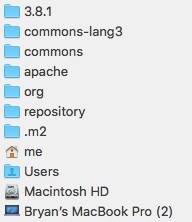 3.8.1
commons-lang3
commons
apache
org
repository
.m2
me
Users
Macintosh HD
Bryan's MacBook Pro (2)